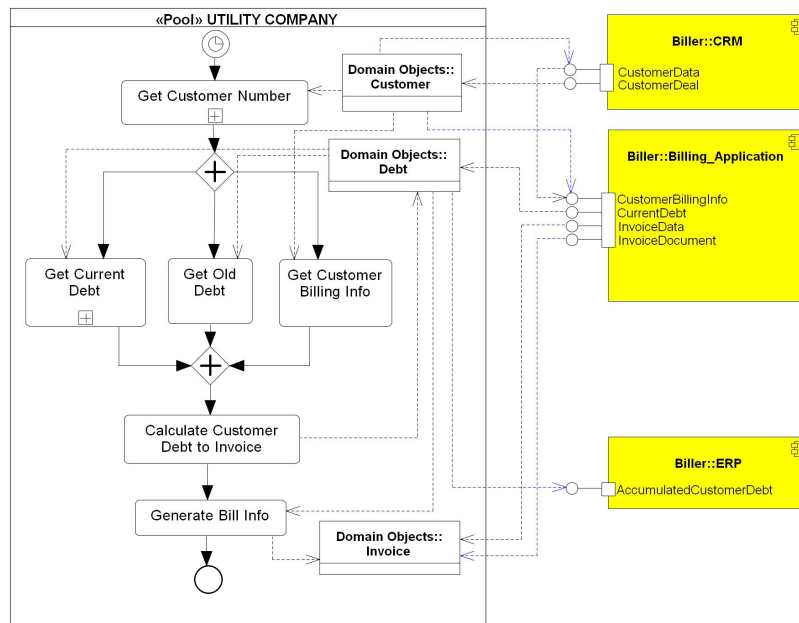 «Pool» UTILITY COMPANY
Get Customer Number
Domain Objects::
Customer
Domain Objects::
Debt
Get Current
Debt
Get Old
Debt
Get Customer
Billing Info
Calculate Customer
Debt to Invoice
Generate Bill Info
Domain Objects::
Invoice
Biller::CRM
CustomerData
CustomerDeal
Biller::Billing_Application
CustomerBillingInfo
CurrentDebt
InvoiceData
InvoiceDocument
Biller::ERP
AccumulatedCustomerDebt